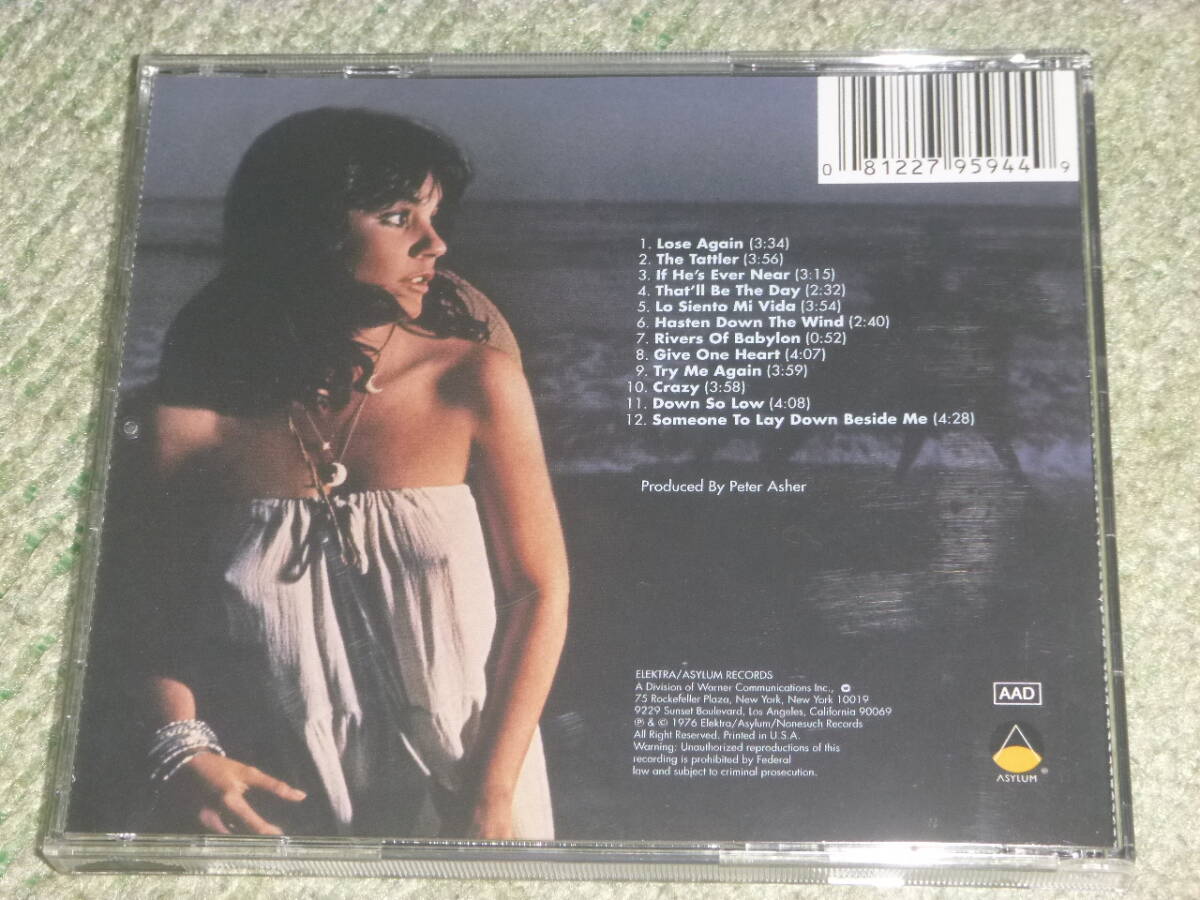 0 81227 95944 9
1. Lose Again (3:34)
2. The Tattler (3:56)
3. If He's Ever Near (3:15)
4. That'll Be The Day (2:32)
5. Lo Siento Mi Vida (3:54)
6. Hasten Down The Wind (2:40)
7. Rivers Of Babylon (0:52)
8. Give One Heart (4:07)
9. Try Me Again (3:59)
10. Crazy (3:58)
11. Down So Low (4:08)
12. Someone To Lay Down Beside Me (4:28)
Produced By Peter Asher
ELEKTRA/ASYLUM RECORDS
A Division of Warner Communications Inc.,
75 Rockefeller Plaza, New York, New York 10019
9229 Sunset Boulevard, Los Angeles, California 90069
℗ & © 1976 Elektra/Asylum/Nonesuch Records
All Right Reserved. Printed in U.S.A.
Warning: Unauthorized reproductions of this
recording is prohibited by Federal
law and subject to criminal prosecution.
AAD
ASYLUM ®